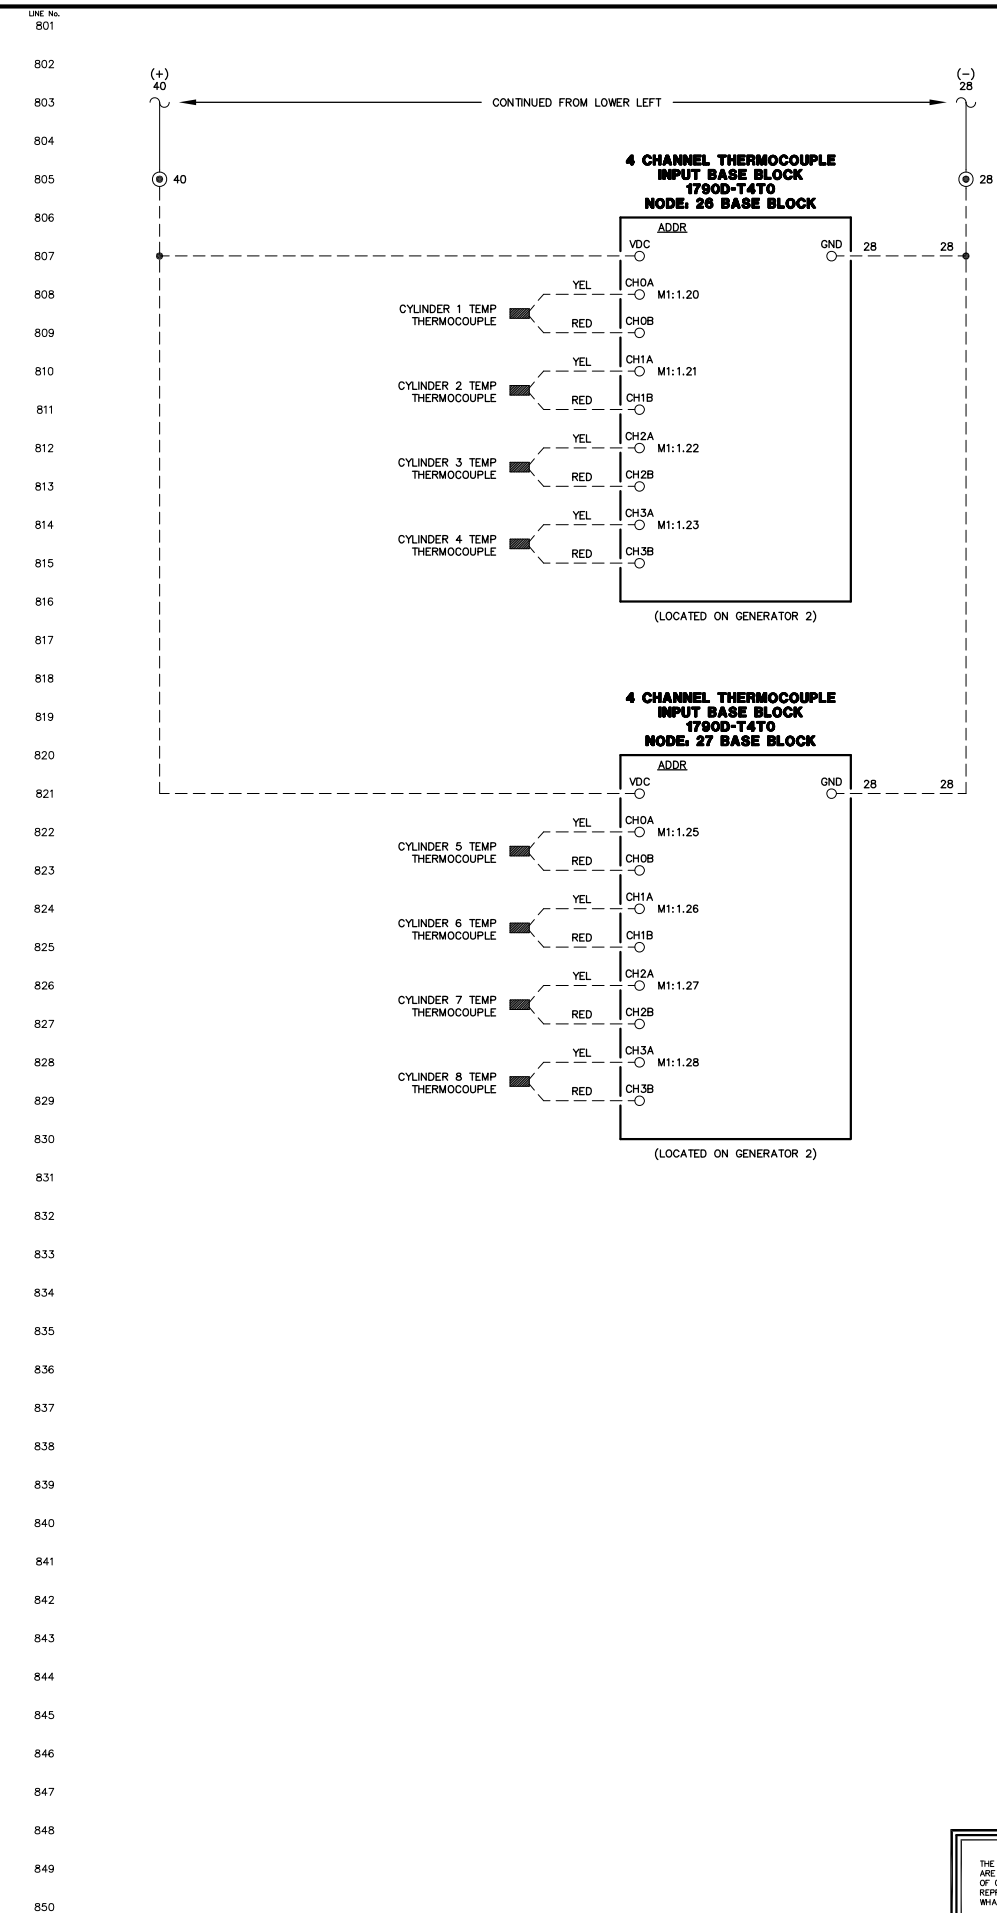 LINE No.
801
802
(+)
40
(-)
28
803
CONTINUED FROM LOWER LEFT
804
4 CHANNEL THERMOCOUPLE
INPUT BASE BLOCK
1790D-T4T0
NODE: 26 BASE BLOCK
805
40
28
806
ADDR
807
VDC
GND
28
28
808
YEL
CH0A
M1:1.20
CYLINDER 1 TEMP
THERMOCOUPLE
809
RED
CH0B
810
YEL
CH1A
M1:1.21
CYLINDER 2 TEMP
THERMOCOUPLE
811
RED
CH1B
812
YEL
CH2A
M1:1.22
CYLINDER 3 TEMP
THERMOCOUPLE
813
RED
CH2B
814
YEL
CH3A
M1:1.23
CYLINDER 4 TEMP
THERMOCOUPLE
815
RED
CH3B
816
(LOCATED ON GENERATOR 2)
817
818
4 CHANNEL THERMOCOUPLE
INPUT BASE BLOCK
1790D-T4T0
NODE: 27 BASE BLOCK
819
820
ADDR
821
VDC
GND
28
28
822
YEL
CH0A
M1:1.25
CYLINDER 5 TEMP
THERMOCOUPLE
823
RED
CH0B
824
YEL
CH1A
M1:1.26
CYLINDER 6 TEMP
THERMOCOUPLE
825
RED
CH1B
826
YEL
CH2A
M1:1.27
CYLINDER 7 TEMP
THERMOCOUPLE
827
RED
CH2B
828
YEL
CH3A
M1:1.28
CYLINDER 8 TEMP
THERMOCOUPLE
829
RED
CH3B
830
(LOCATED ON GENERATOR 2)
831
832
833
834
835
836
837
838
839
840
841
842
843
844
845
846
847
848
849
850
THE
ARE
OF